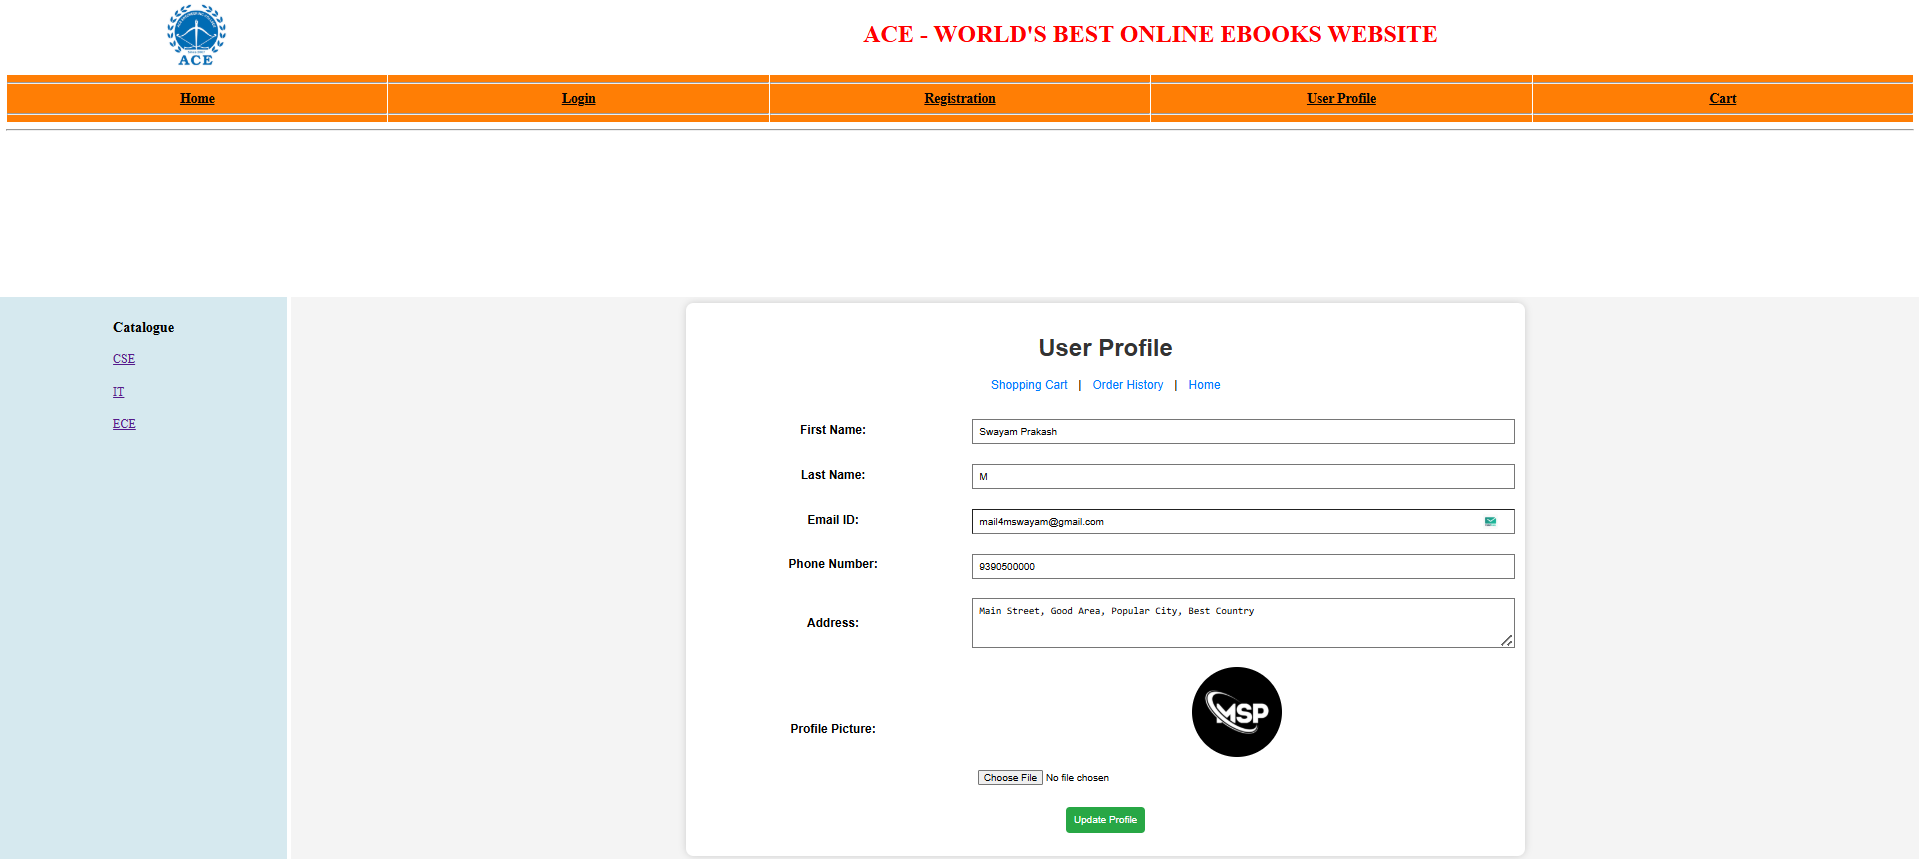 ACE
ACE - WORLD'S BEST ONLINE EBOOKS WEBSITE
Home Login Registration User Profile Cart
Catalogue
CSE
IT
ECE
User Profile
Shopping Cart | Order History | Home
First Name: Swayam Prakash
Last Name: M
Email ID: mail4mswayam@gmail.com
Phone Number: 9390500000
Address: Main Street, Good Area, Popular City, Best Country
Profile Picture: MSP
Choose File No file chosen
Update Profile